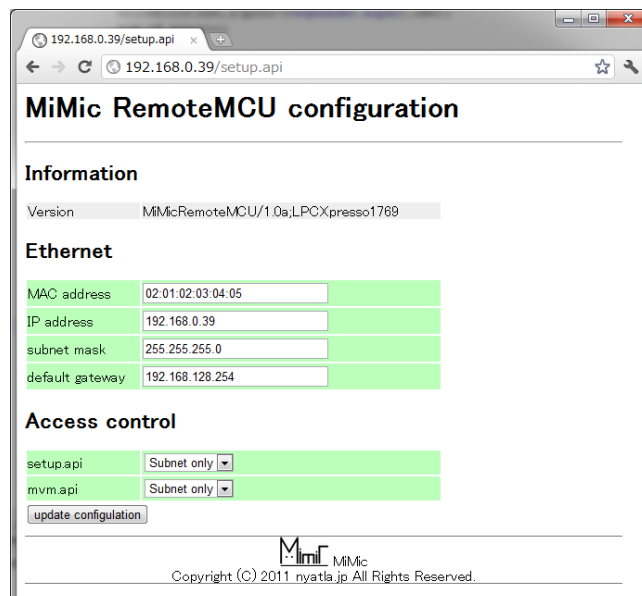 192.168.0.39/setup.api
192.168.0.39/setup.api
MiMic RemoteMCU configuration
Information
Version MiMicRemoteMCU/1.0a;LPCXpresso1769
Ethernet
MAC address 02:01:02:03:04:05
IP address 192.168.0.39
subnet mask 255.255.255.0
default gateway 192.168.128.254
Access control
setup.api Subnet only
mvm.api Subnet only
update configulation
MiMic MiMic
Copyright (C) 2011 nyatla.jp All Rights Reserved.